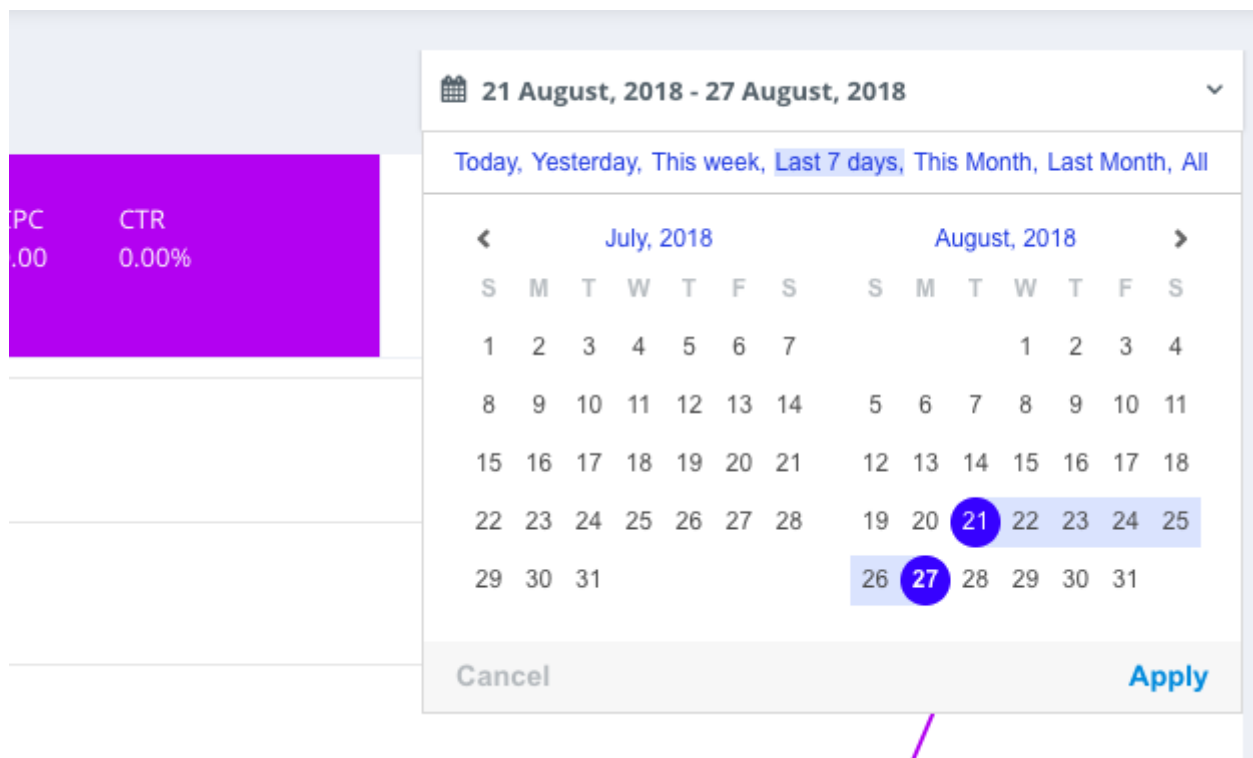 21 August, 2018 - 27 August, 2018
Today, Yesterday, This week, Last 7 days, This Month, Last Month, All
CTR
.00 0.00%
July, 2018 August, 2018
S M T W T F S S M T W T F S
1 2 3 4 5 6 7 1 2 3 4
8 9 10 11 12 13 14 5 6 7 8 9 10 11
15 16 17 18 19 20 21 12 13 14 15 16 17 18
22 23 24 25 26 27 28 19 20 21 22 23 24 25
29 30 31 26 27 28 29 30 31
Cancel Apply